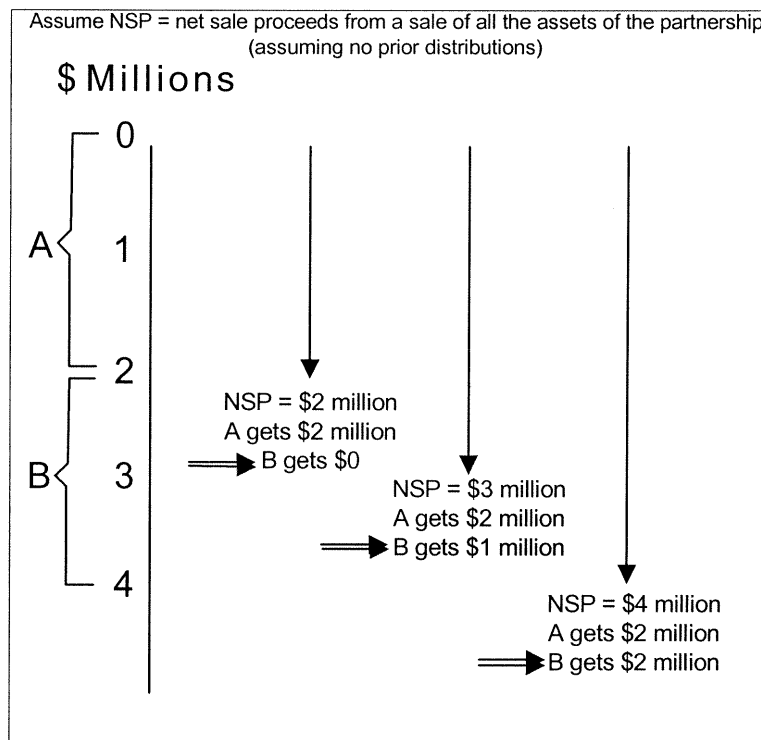 Assume NSP = net sale proceeds from a sale of all the assets of the partnership
(assuming no prior distributions)
$ Millions
0
A
1
2
NSP = $2 million
A gets $2 million
B gets $0
B
3
NSP = $3 million
A gets $2 million
B gets $1 million
4
NSP = $4 million
A gets $2 million
B gets $2 million